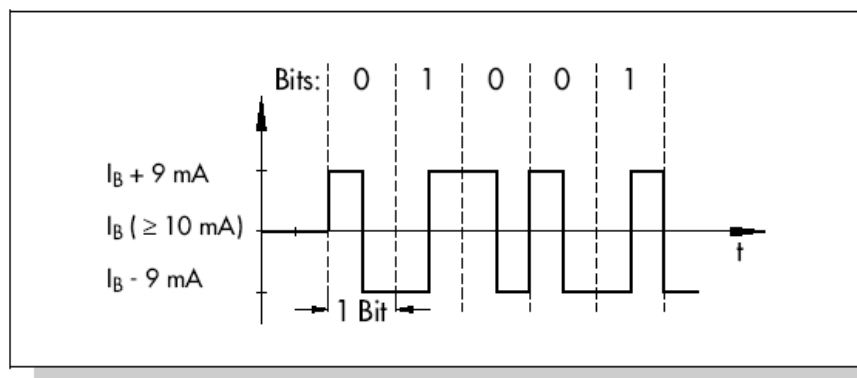 Bits: 0 1 0 0 1
I_B + 9 mA
I_B ( ≥ 10 mA)
t
I_B - 9 mA
1 Bit